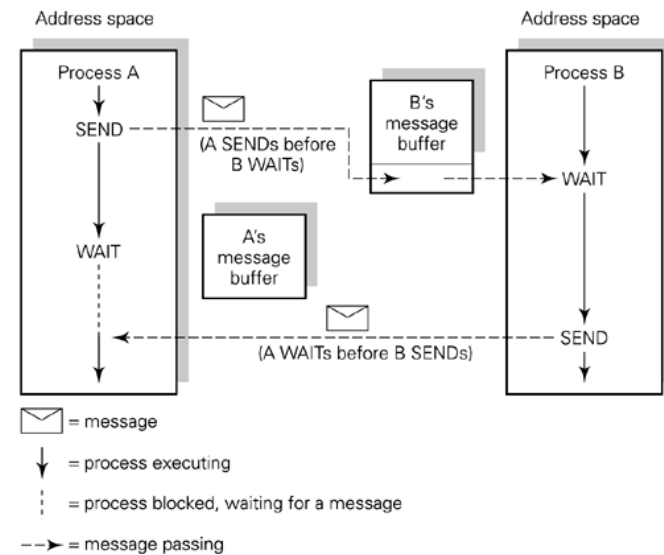 Address space
Address space
Process A
Process B
B's
message
buffer
SEND
(A SENDs before
B WAITs)
WAIT
A's
message
buffer
WAIT
SEND
(A WAITs before B SENDs)
= message
= process executing
= process blocked, waiting for a message
= message passing